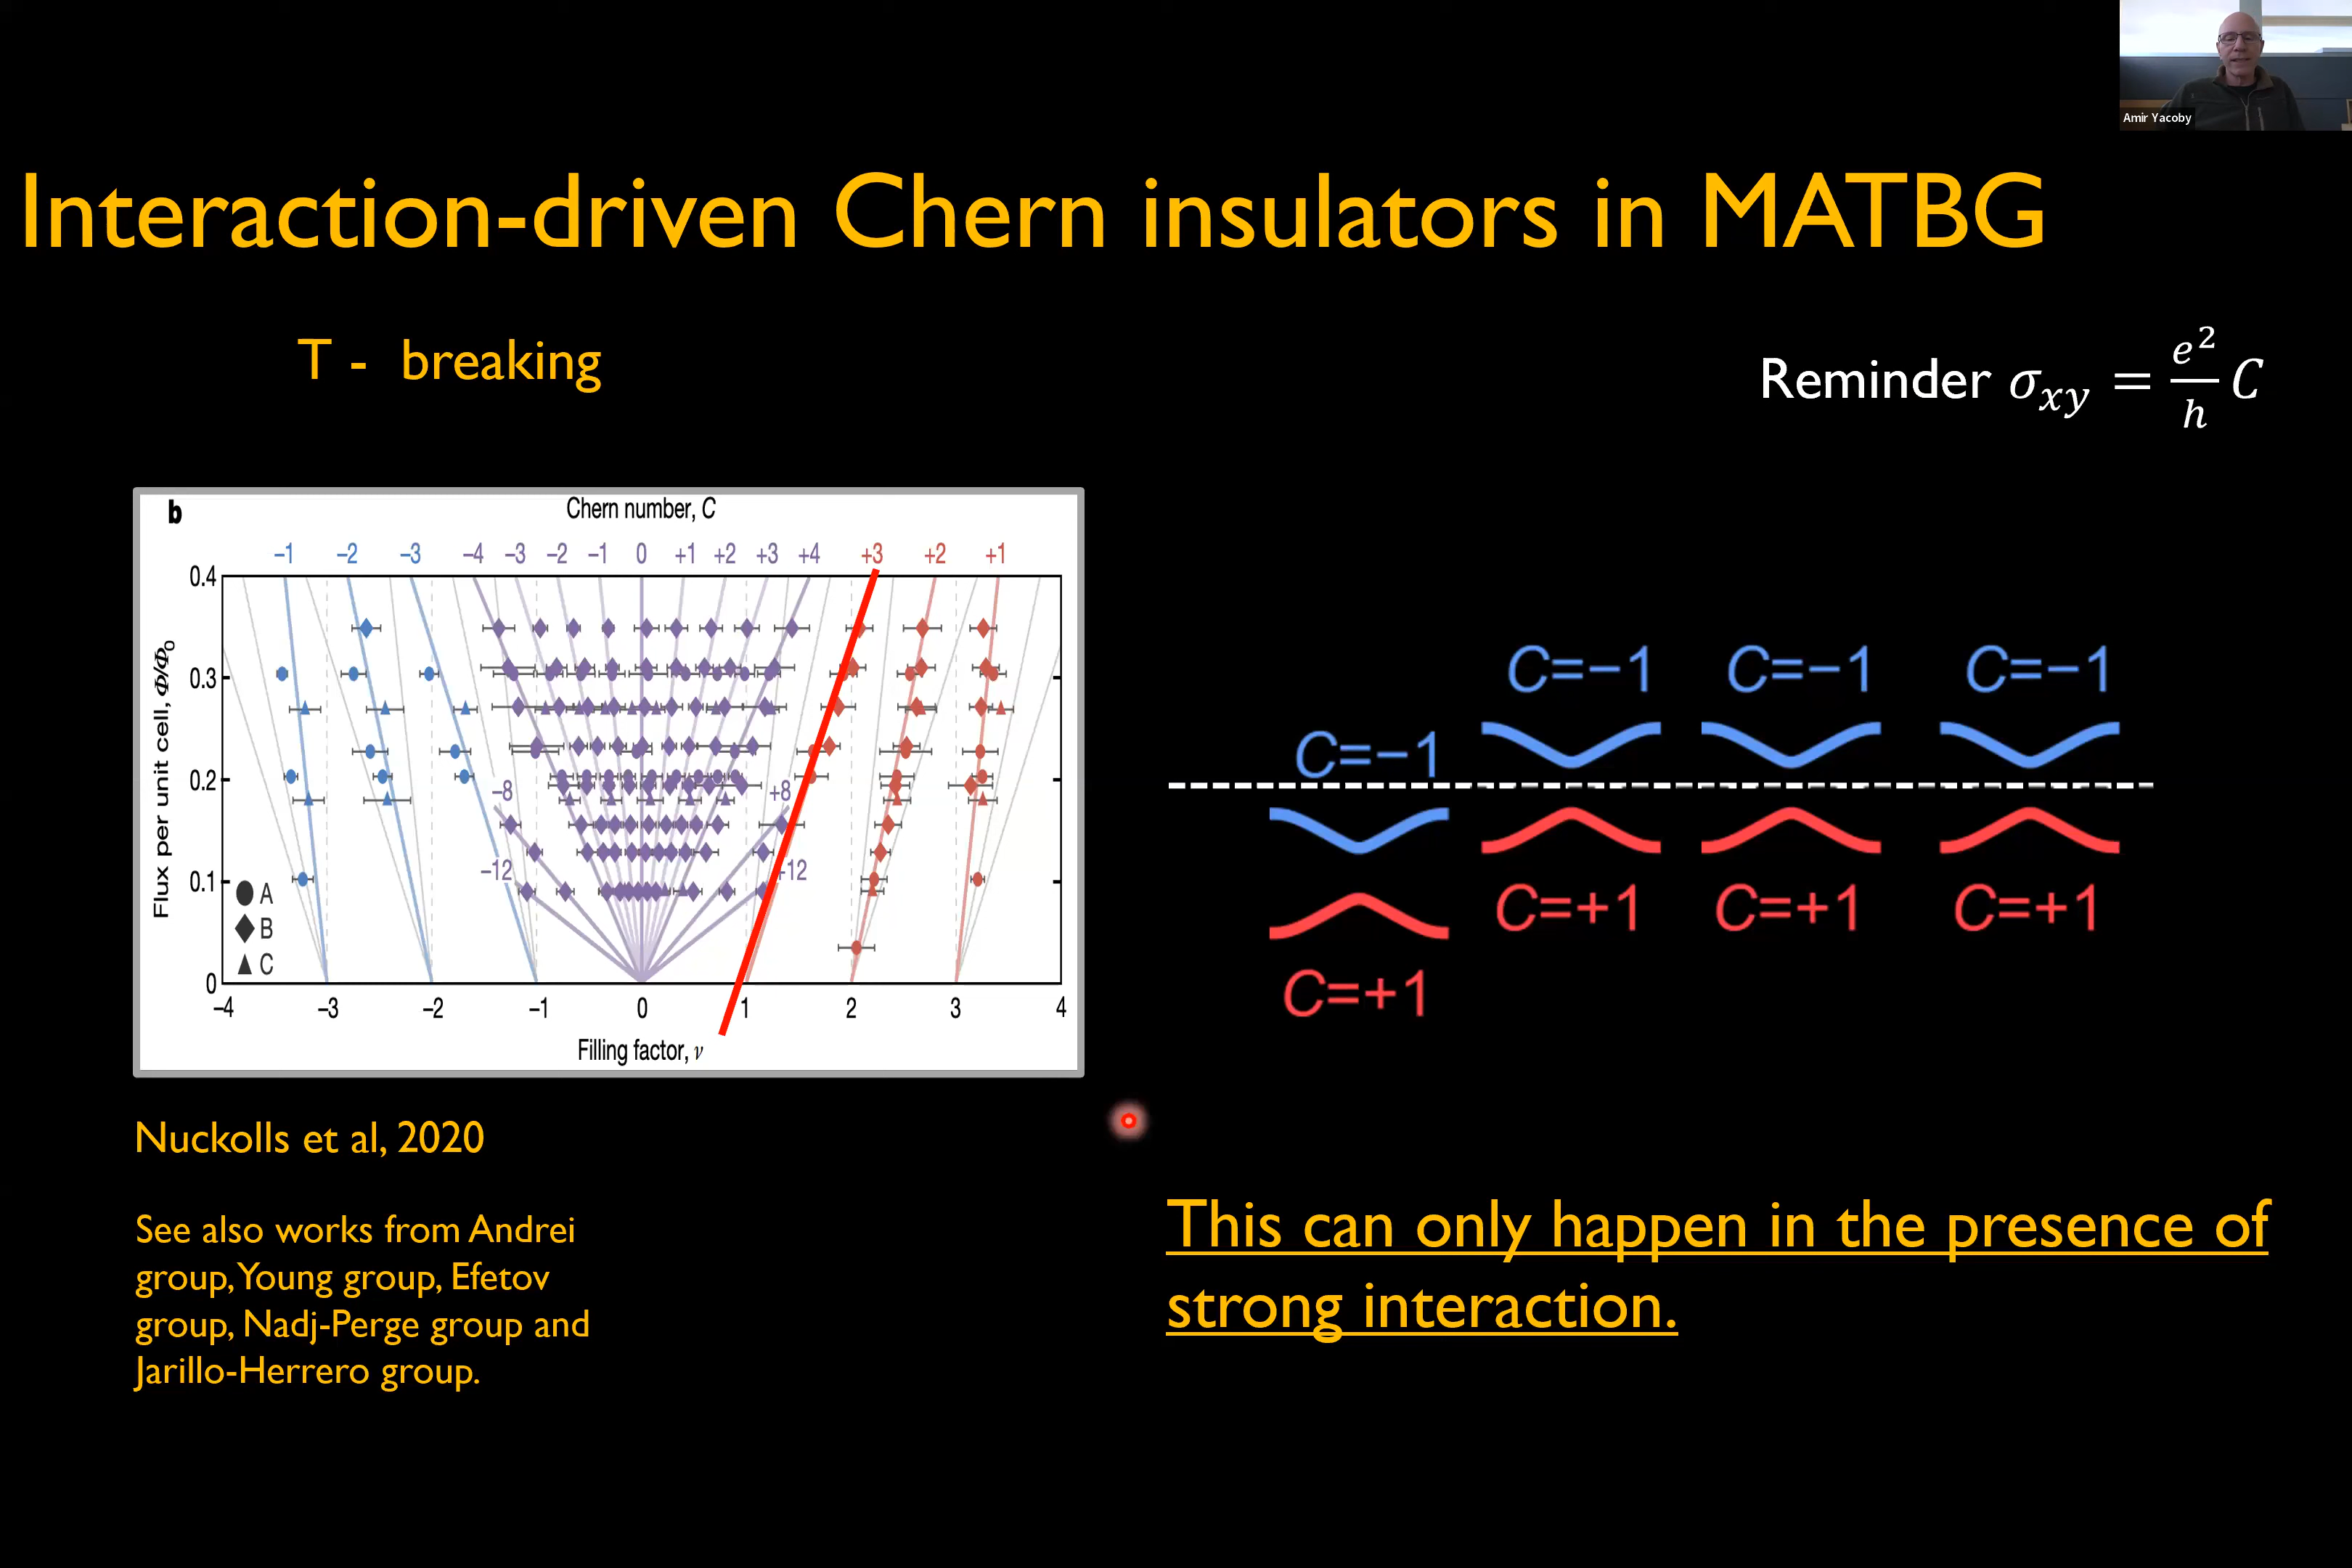 Amir Yacoby
Interaction-driven Chern insulators in MATBG
T - breaking
Reminder σxy = e²/h C
b
Chern number, C
−1 −2 −3 −4 −3 −2 −1 0 +1 +2 +3 +4 +3 +2 +1
0.4
0.3
0.2
0.1
0
Flux per unit cell, Φ/Φ0
−8 +8
−12 -12
A
B
C
−4 −3 −2 −1 0 1 2 3 4
Filling factor, ν
C=−1 C=−1 C=−1
C=−1
C=+1 C=+1 C=+1
C=+1
Nuckolls et al, 2020
See also works from Andrei
group, Young group, Efetov
group, Nadj-Perge group and
Jarillo-Herrero group.
This can only happen in the presence of
strong interaction.